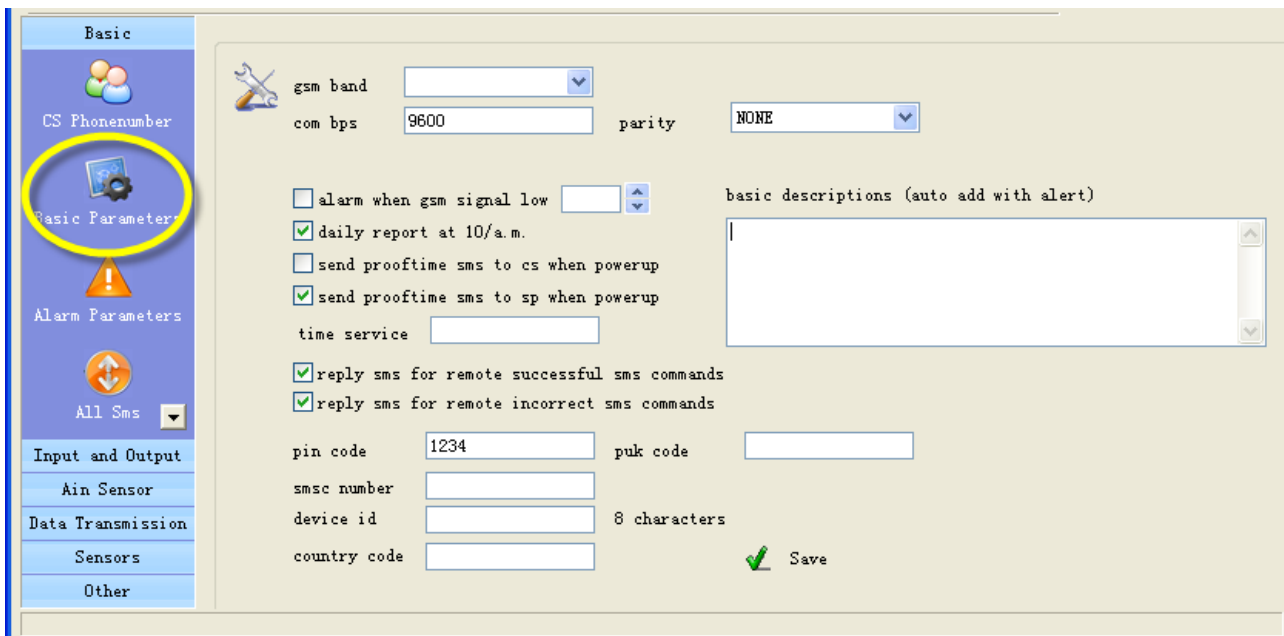 Basic
CS Phonenumber
Basic Parameters
Alarm Parameters
All Sms
Input and Output
Ain Sensor
Data Transmission
Sensors
Other
gsm band
com bps 9600 parity NONE
alarm when gsm signal low
daily report at 10/a.m.
send prooftime sms to cs when powerup
send prooftime sms to sp when powerup
time service
basic descriptions (auto add with alert)
reply sms for remote successful sms commands
reply sms for remote incorrect sms commands
pin code 1234 puk code
smsc number
device id 8 characters
country code
Save